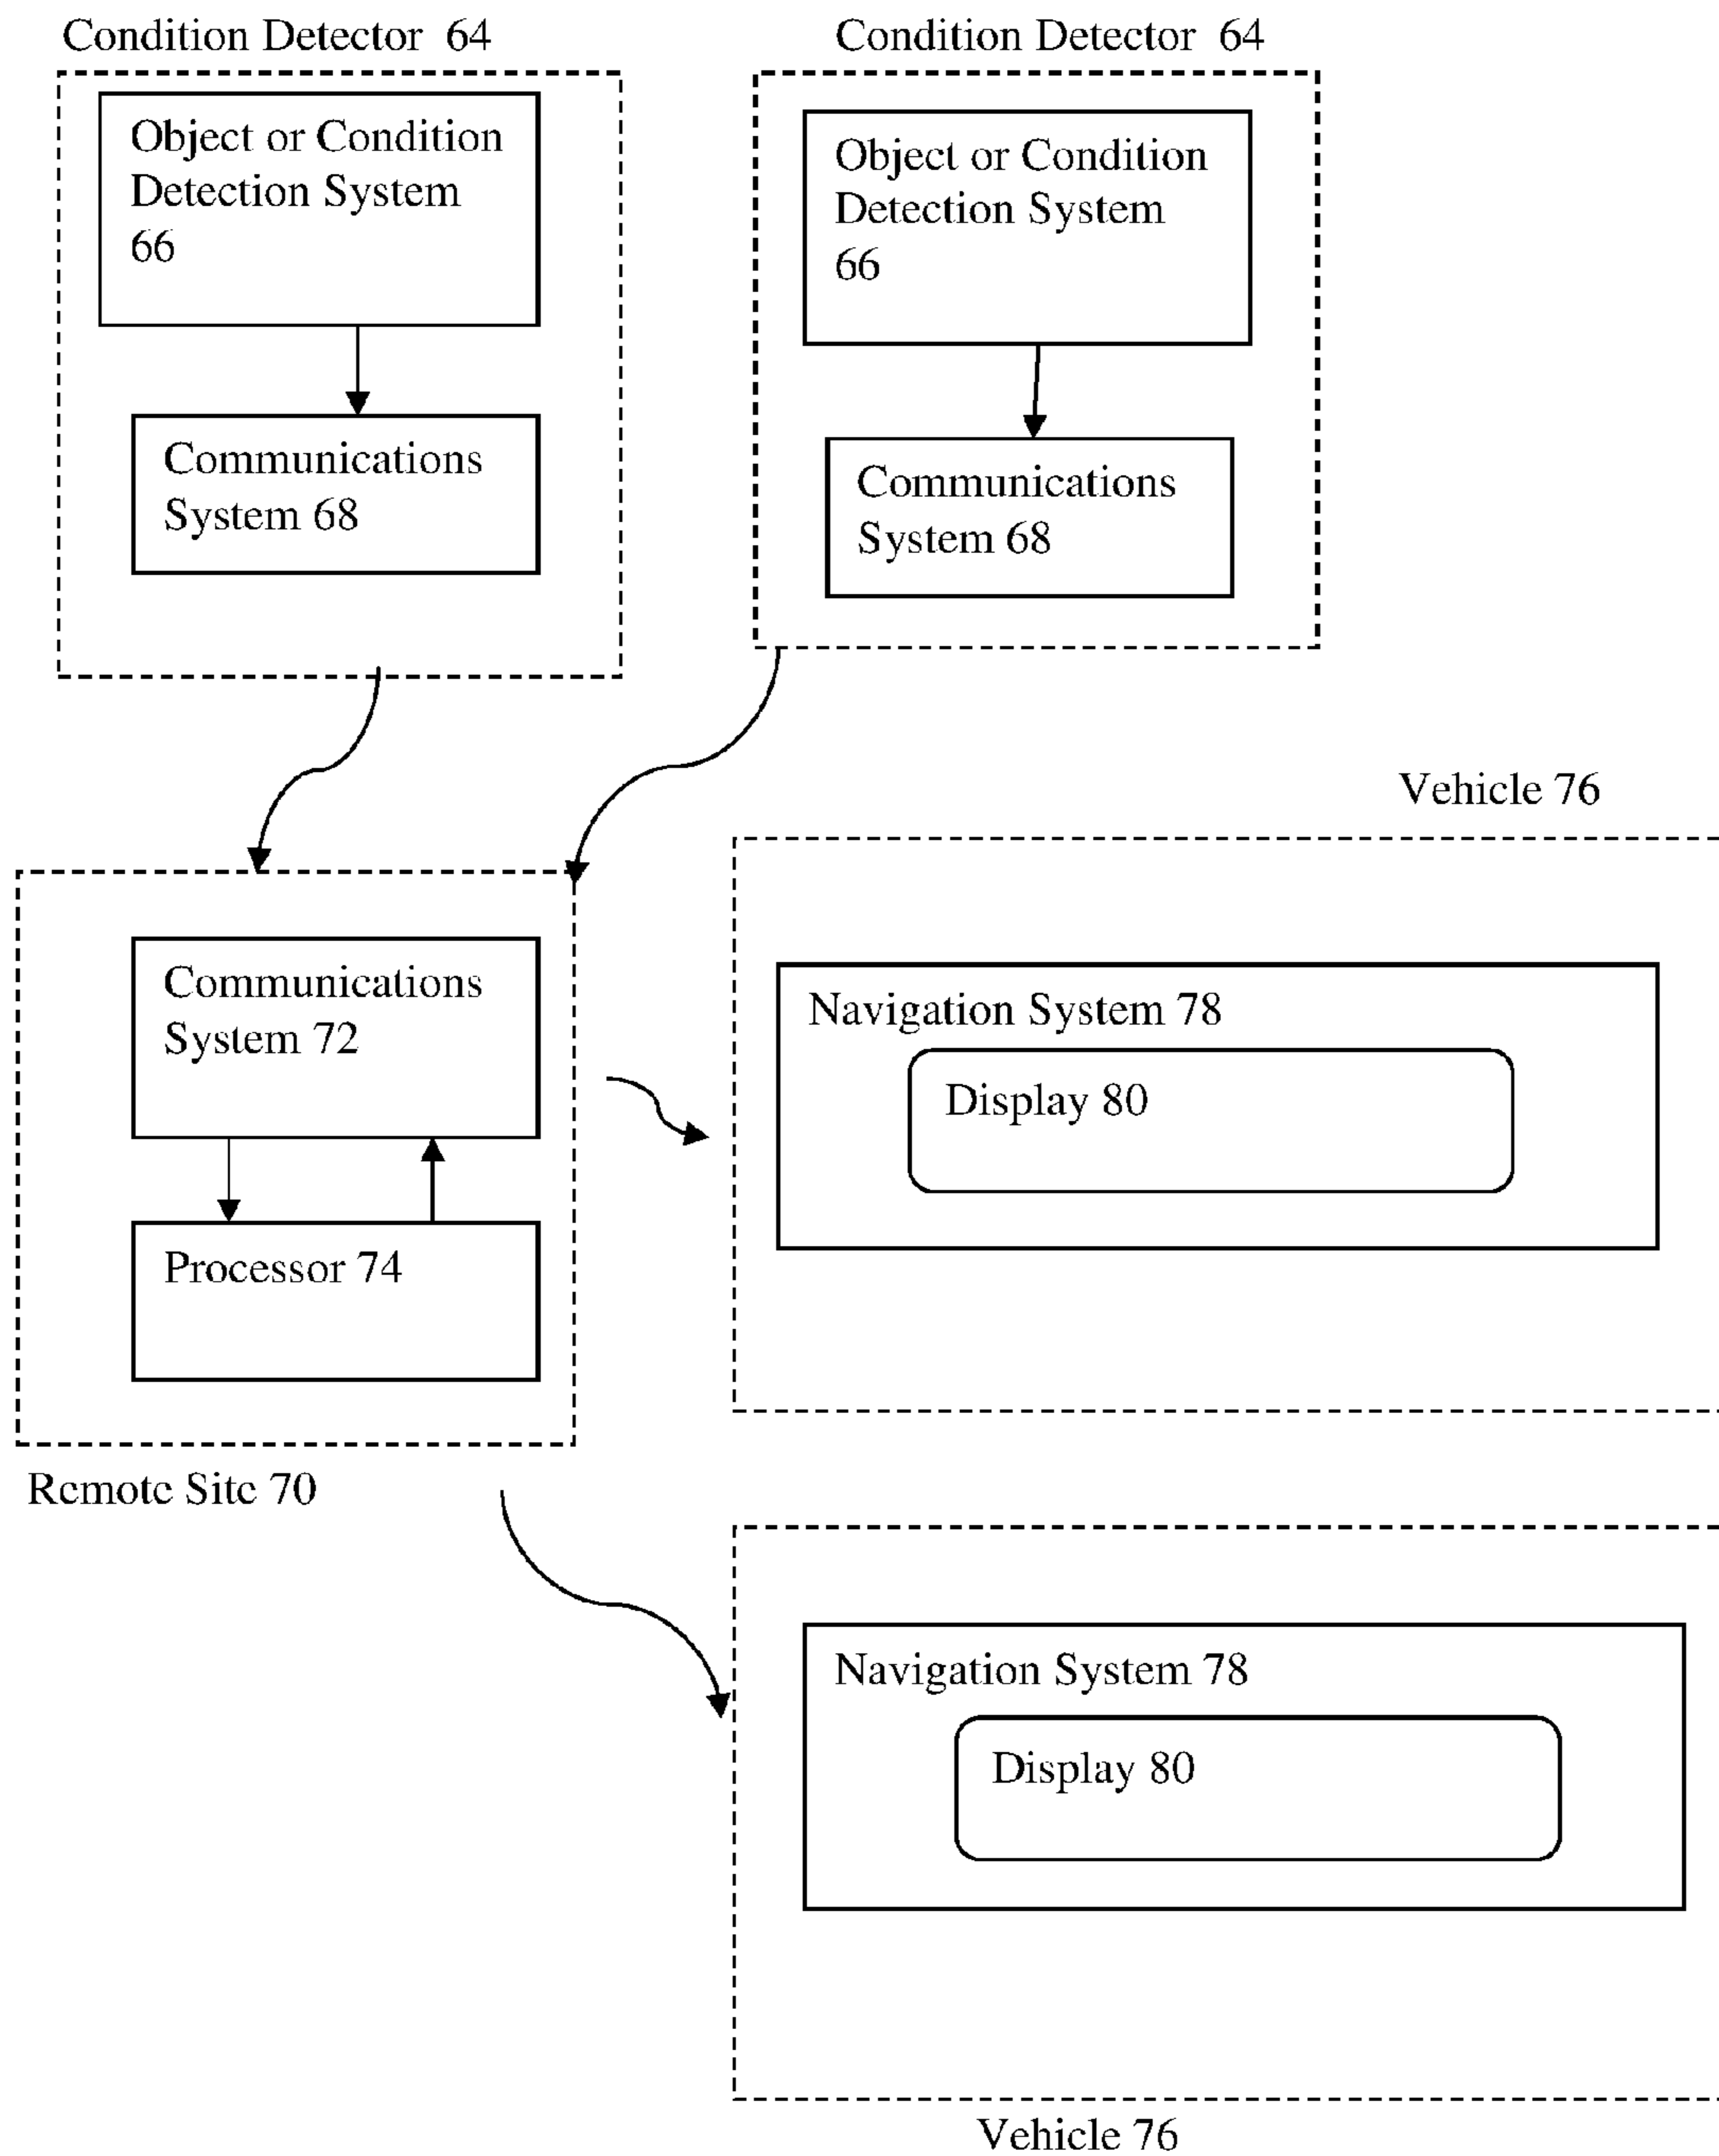 Condition Detector 64
Object or Condition
Detection System
66
Communications
System 68
Condition Detector 64
Object or Condition
Detection System
66
Communications
System 68
Communications
System 72
Processor 74
Remote Site 70
Vehicle 76
Navigation System 78
Display 80
Navigation System 78
Display 80
Vehicle 76